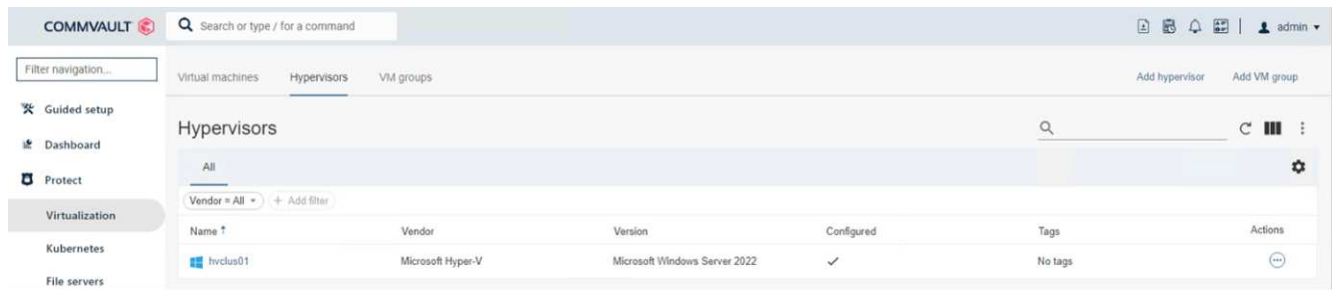 COMMVAULT
Search or type / for a command
admin
Filter navigation...
Virtual machines Hypervisors VM groups
Add hypervisor Add VM group
Guided setup
Dashboard
Protect
Virtualization
Kubernetes
File servers
Hypervisors
All
Vendor = All + Add filter
Name Vendor Version Configured Tags Actions
hvclus01 Microsoft Hyper-V Microsoft Windows Server 2022 No tags